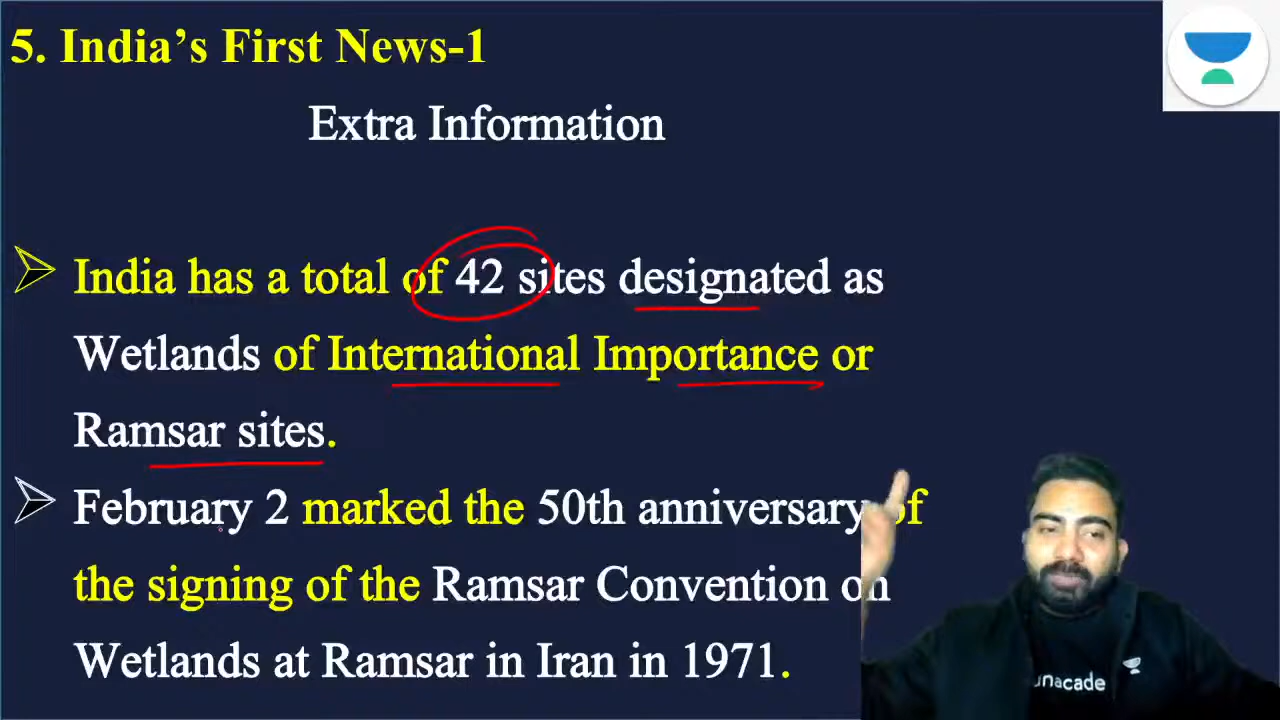 5. India's First News-1
Extra Information
India has a total of 42 sites designated as
Wetlands of International Importance or
Ramsar sites.
February 2 marked the 50th anniversary of
the signing of the Ramsar Convention on
Wetlands at Ramsar in Iran in 1971.
unacade